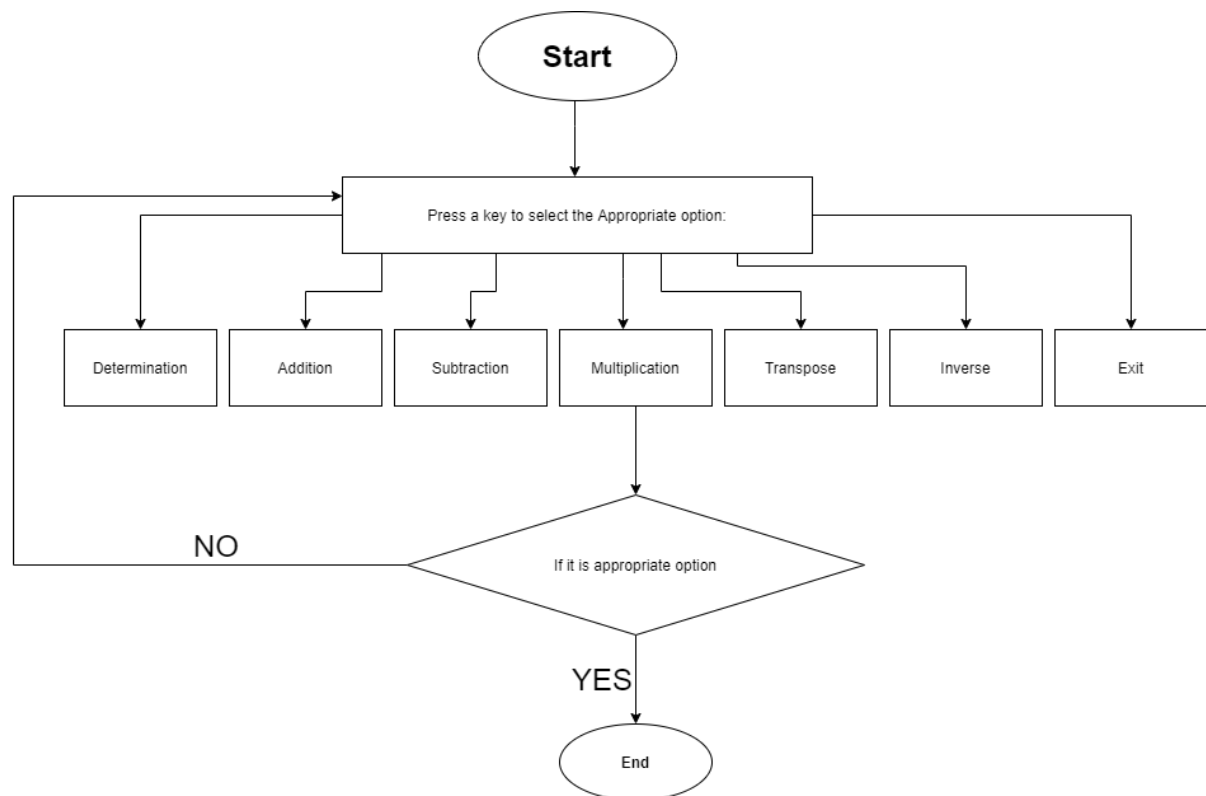 Start
Press a key to select the Appropriate option:
Determination
Addition
Subtraction
Multiplication
Transpose
Inverse
Exit
NO
If it is appropriate option
YES
End